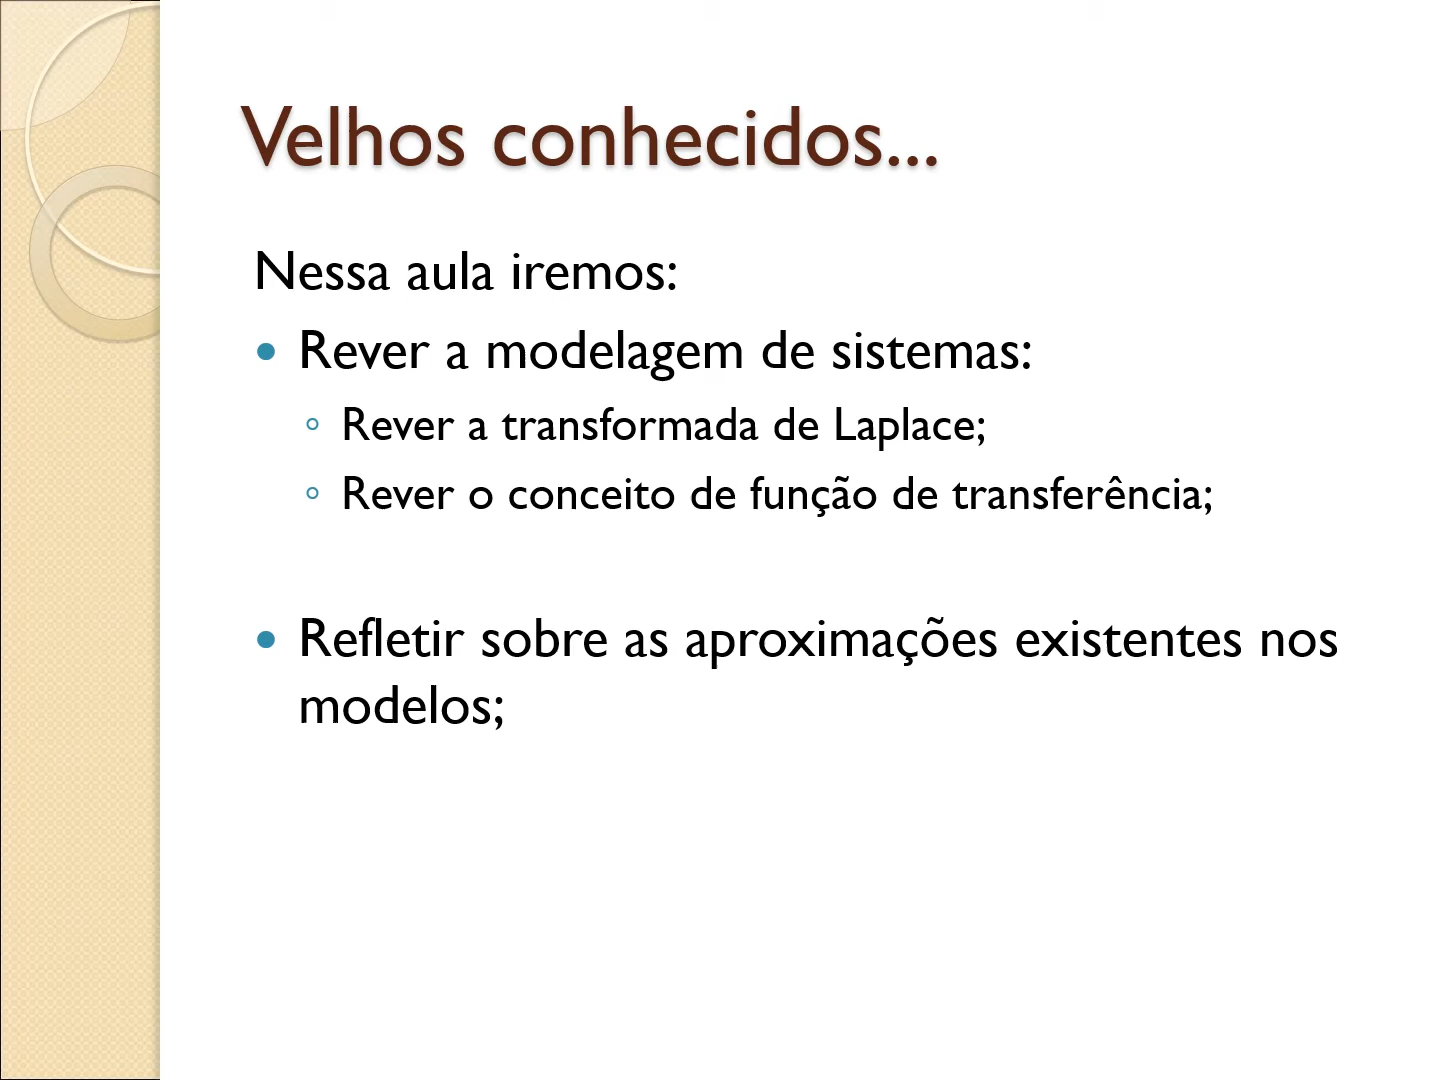 Velhos conhecidos...
Nessa aula iremos:
• Rever a modelagem de sistemas:
◦ Rever a transformada de Laplace;
◦ Rever o conceito de função de transferência;
• Refletir sobre as aproximações existentes nos
modelos;